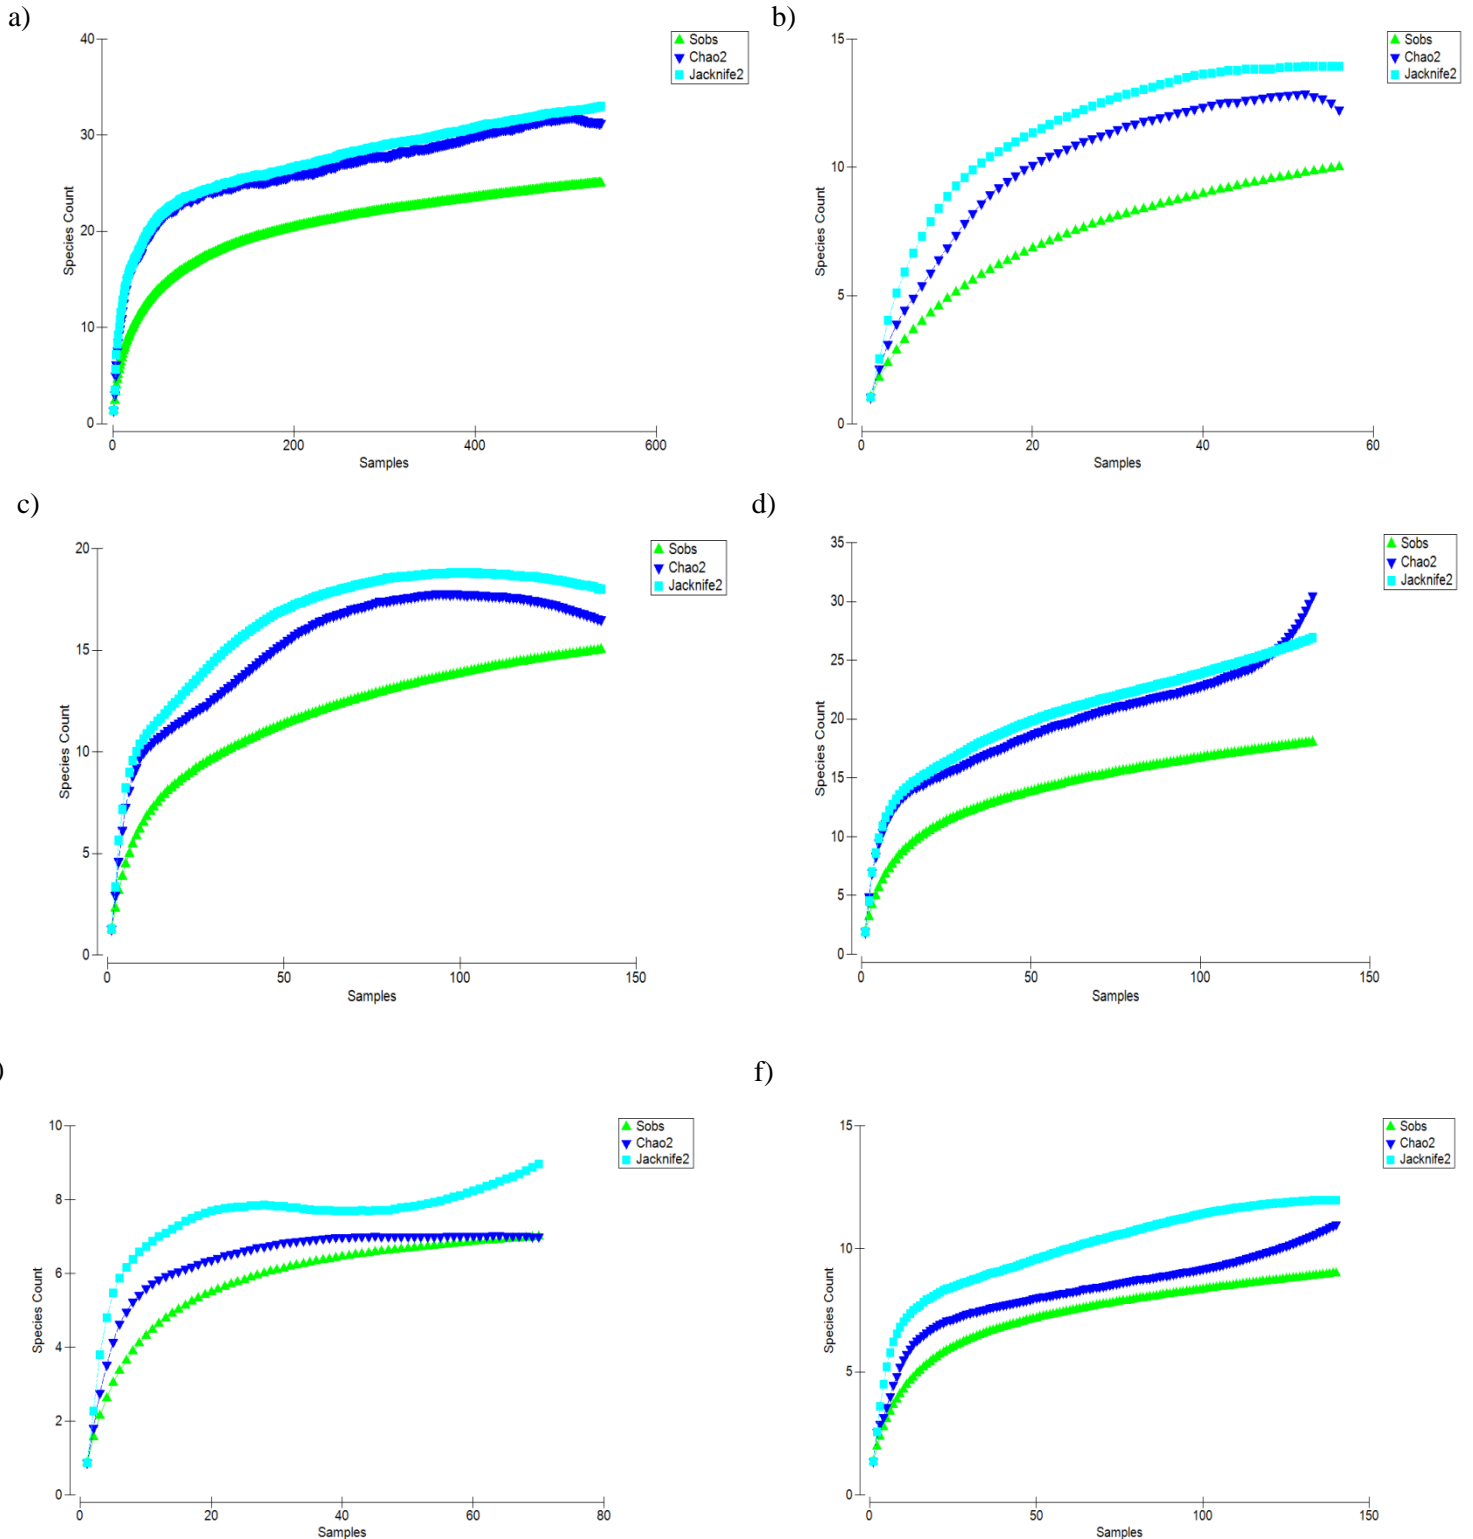 a)
40
30
20
10
0
Species Count
0 200 400 600
Samples
Sobs
Chao2
Jacknife2
b)
15
10
5
0
Species Count
0 20 40 60
Samples
Sobs
Chao2
Jacknife2
c)
20
15
10
5
0
Species Count
0 50 100 150
Samples
Sobs
Chao2
Jacknife2
d)
35
30
25
20
15
10
5
0
Species Count
0 50 100 150
Samples
Sobs
Chao2
Jacknife2
)
10
8
6
4
2
0
Species Count
0 20 40 60 80
Samples
Sobs
Chao2
Jacknife2
f)
15
10
5
0
Species Count
0 50 100 150
Samples
Sobs
Chao2
Jacknife2